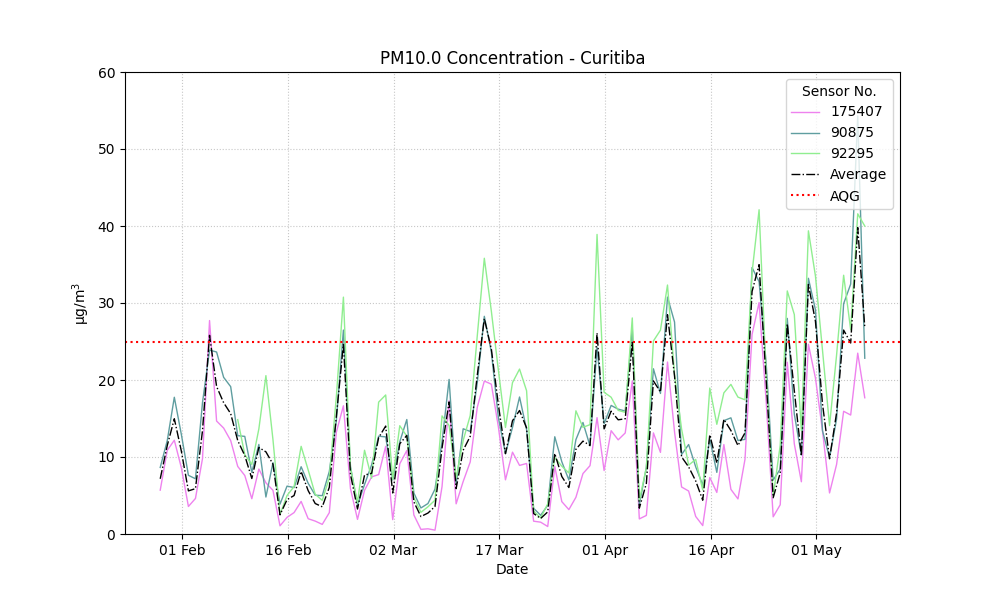 PM10.0 Concentration - Curitiba
Sensor No.
175407
90875
92295
Average
AQG
60
50
40
30
20
10
0
µg/m³
01 Feb
16 Feb
02 Mar
17 Mar
01 Apr
16 Apr
01 May
Date